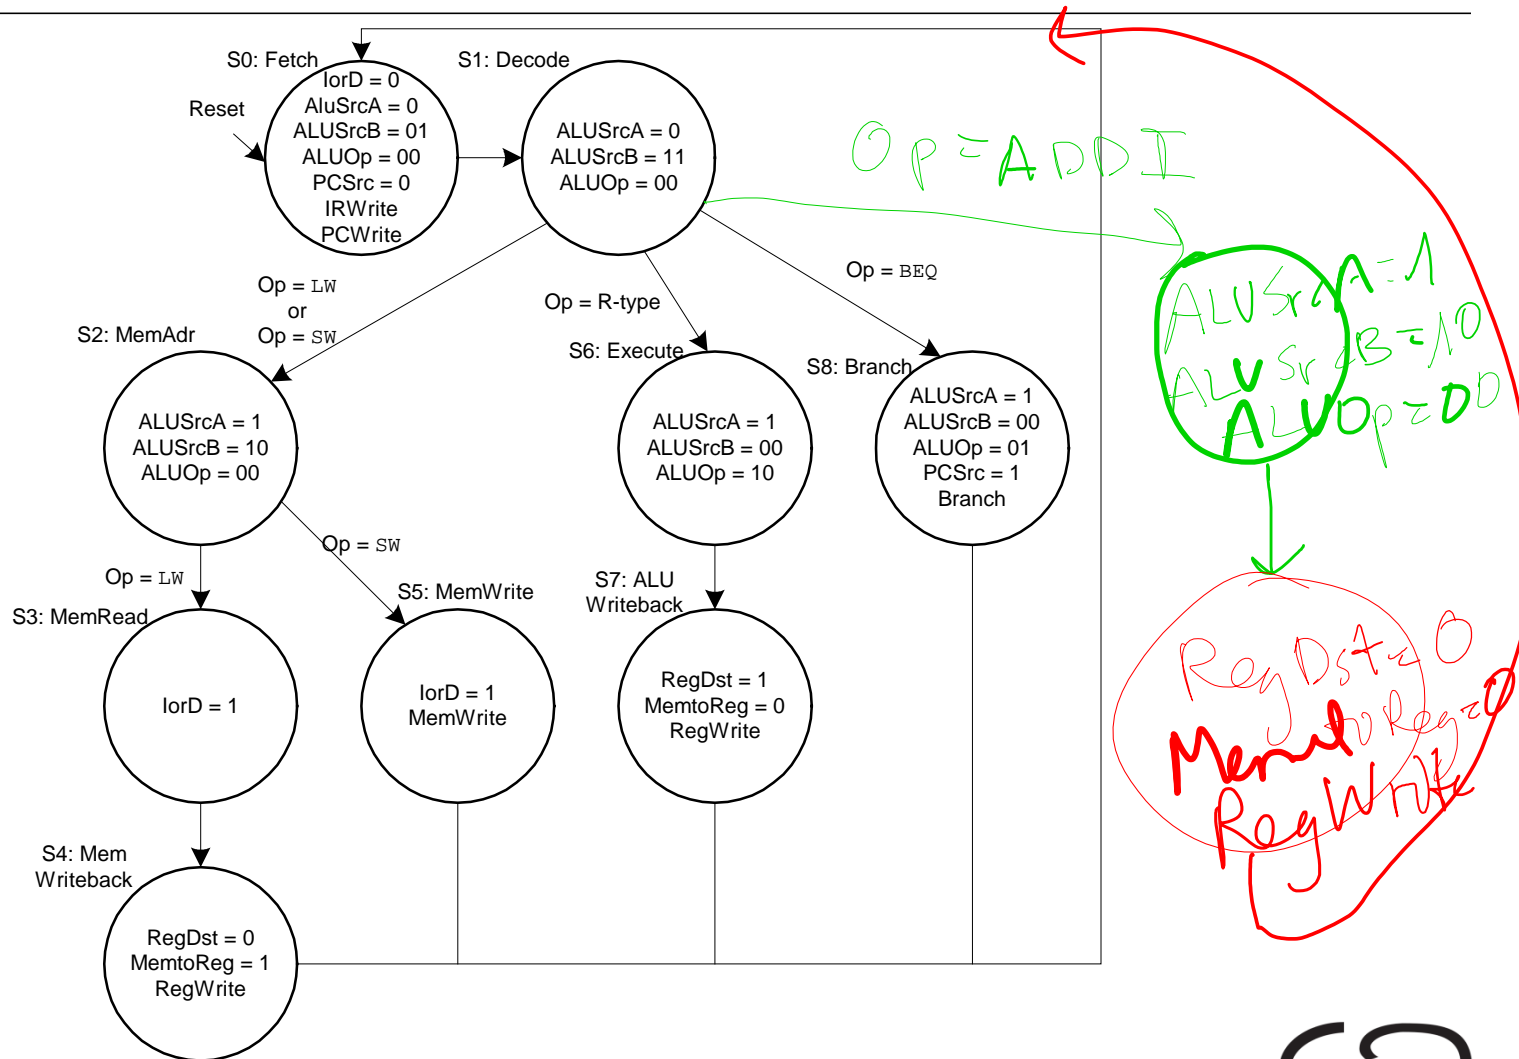 S0: Fetch
IorD = 0
AluSrcA = 0
ALUSrcB = 01
ALUOp = 00
PCSrc = 0
IRWrite
PCWrite
Reset
S1: Decode
ALUSrcA = 0
ALUSrcB = 11
ALUOp = 00
Op = ADDI
Op = LW
or
Op = SW
Op = R-type
Op = BEQ
S2: MemAdr
ALUSrcA = 1
ALUSrcB = 10
ALUOp = 00
S6: Execute
ALUSrcA = 1
ALUSrcB = 00
ALUOp = 10
S8: Branch
ALUSrcA = 1
ALUSrcB = 00
ALUOp = 01
PCSrc = 1
Branch
ALUSrcA = 1
ALUSrcB = 10
ALUOp = 00
Op = LW
Op = SW
S3: MemRead
IorD = 1
S5: MemWrite
IorD = 1
MemWrite
S7: ALU
Writeback
RegDst = 1
MemtoReg = 0
RegWrite
RegDst = 0
MemtoReg = 0
RegWrite
S4: Mem
Writeback
RegDst = 0
MemtoReg = 1
RegWrite